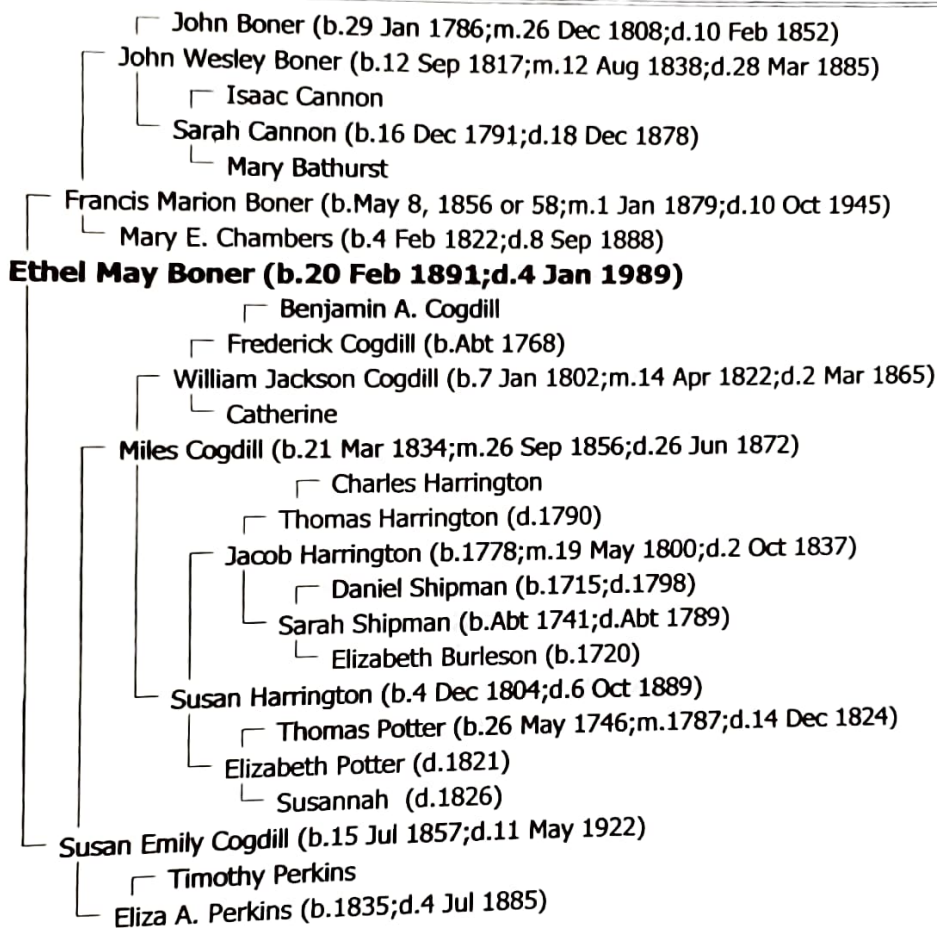 John Boner (b.29 Jan 1786;m.26 Dec 1808;d.10 Feb 1852)
John Wesley Boner (b.12 Sep 1817;m.12 Aug 1838;d.28 Mar 1885)
Isaac Cannon
Sarah Cannon (b.16 Dec 1791;d.18 Dec 1878)
Mary Bathurst
Francis Marion Boner (b.May 8, 1856 or 58;m.1 Jan 1879;d.10 Oct 1945)
Mary E. Chambers (b.4 Feb 1822;d.8 Sep 1888)
Ethel May Boner (b.20 Feb 1891;d.4 Jan 1989)
Benjamin A. Cogdill
Frederick Cogdill (b.Abt 1768)
William Jackson Cogdill (b.7 Jan 1802;m.14 Apr 1822;d.2 Mar 1865)
Catherine
Miles Cogdill (b.21 Mar 1834;m.26 Sep 1856;d.26 Jun 1872)
Charles Harrington
Thomas Harrington (d.1790)
Jacob Harrington (b.1778;m.19 May 1800;d.2 Oct 1837)
Daniel Shipman (b.1715;d.1798)
Sarah Shipman (b.Abt 1741;d.Abt 1789)
Elizabeth Burleson (b.1720)
Susan Harrington (b.4 Dec 1804;d.6 Oct 1889)
Thomas Potter (b.26 May 1746;m.1787;d.14 Dec 1824)
Elizabeth Potter (d.1821)
Susannah (d.1826)
Susan Emily Cogdill (b.15 Jul 1857;d.11 May 1922)
Timothy Perkins
Eliza A. Perkins (b.1835;d.4 Jul 1885)